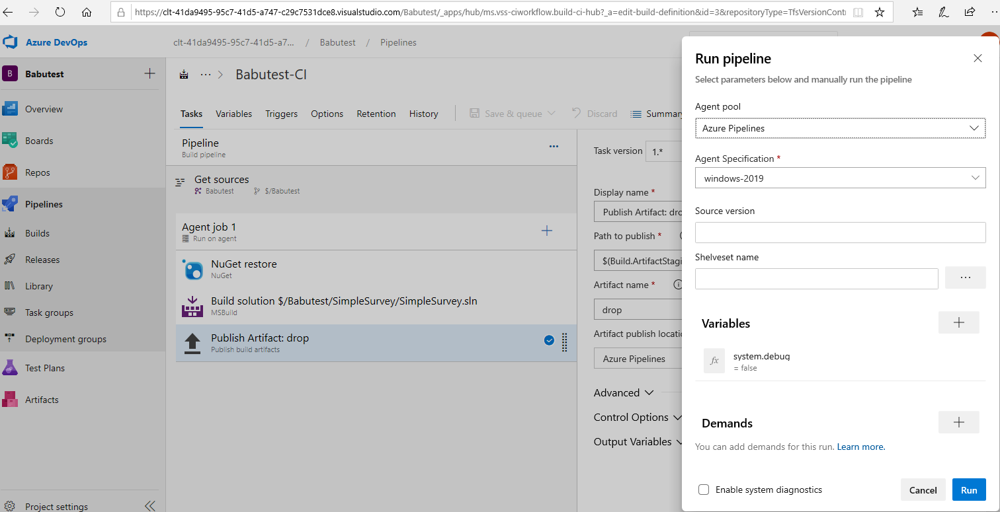 https://clt-41da9495-95c7-41d5-a747-c29c7531dce8.visualstudio.com/Babutest/_apps/hub/ms.vss-ciworkflow.build-ci-hub?_a=edit-build-definition&id=3&repositoryType=TfsVersionContr
Azure DevOps
clt-41da9495-95c7-41d5-a7... / Babutest / Pipelines
B Babutest
Overview
Boards
Repos
Pipelines
Builds
Releases
Library
Task groups
Deployment groups
Test Plans
Artifacts
Project settings
... > Babutest-CI
Tasks Variables Triggers Options Retention History Save & queue Discard Summary
Pipeline
Build pipeline
Get sources
Babutest $/Babutest
Agent job 1
Run on agent
NuGet restore
NuGet
Build solution $/Babutest/SimpleSurvey/SimpleSurvey.sln
MSBuild
Publish Artifact: drop
Publish build artifacts
Task version 1.*
Display name *
Publish Artifact: dro
Path to publish *
$(Build.ArtifactStagi
Artifact name *
drop
Artifact publish locatio
Azure Pipelines
Advanced
Control Options
Output Variables
Run pipeline
Select parameters below and manually run the pipeline
Agent pool
Azure Pipelines
Agent Specification *
windows-2019
Source version
Shelveset name
...
Variables
fx system.debug
= false
Demands
You can add demands for this run. Learn more.
Enable system diagnostics
Cancel Run